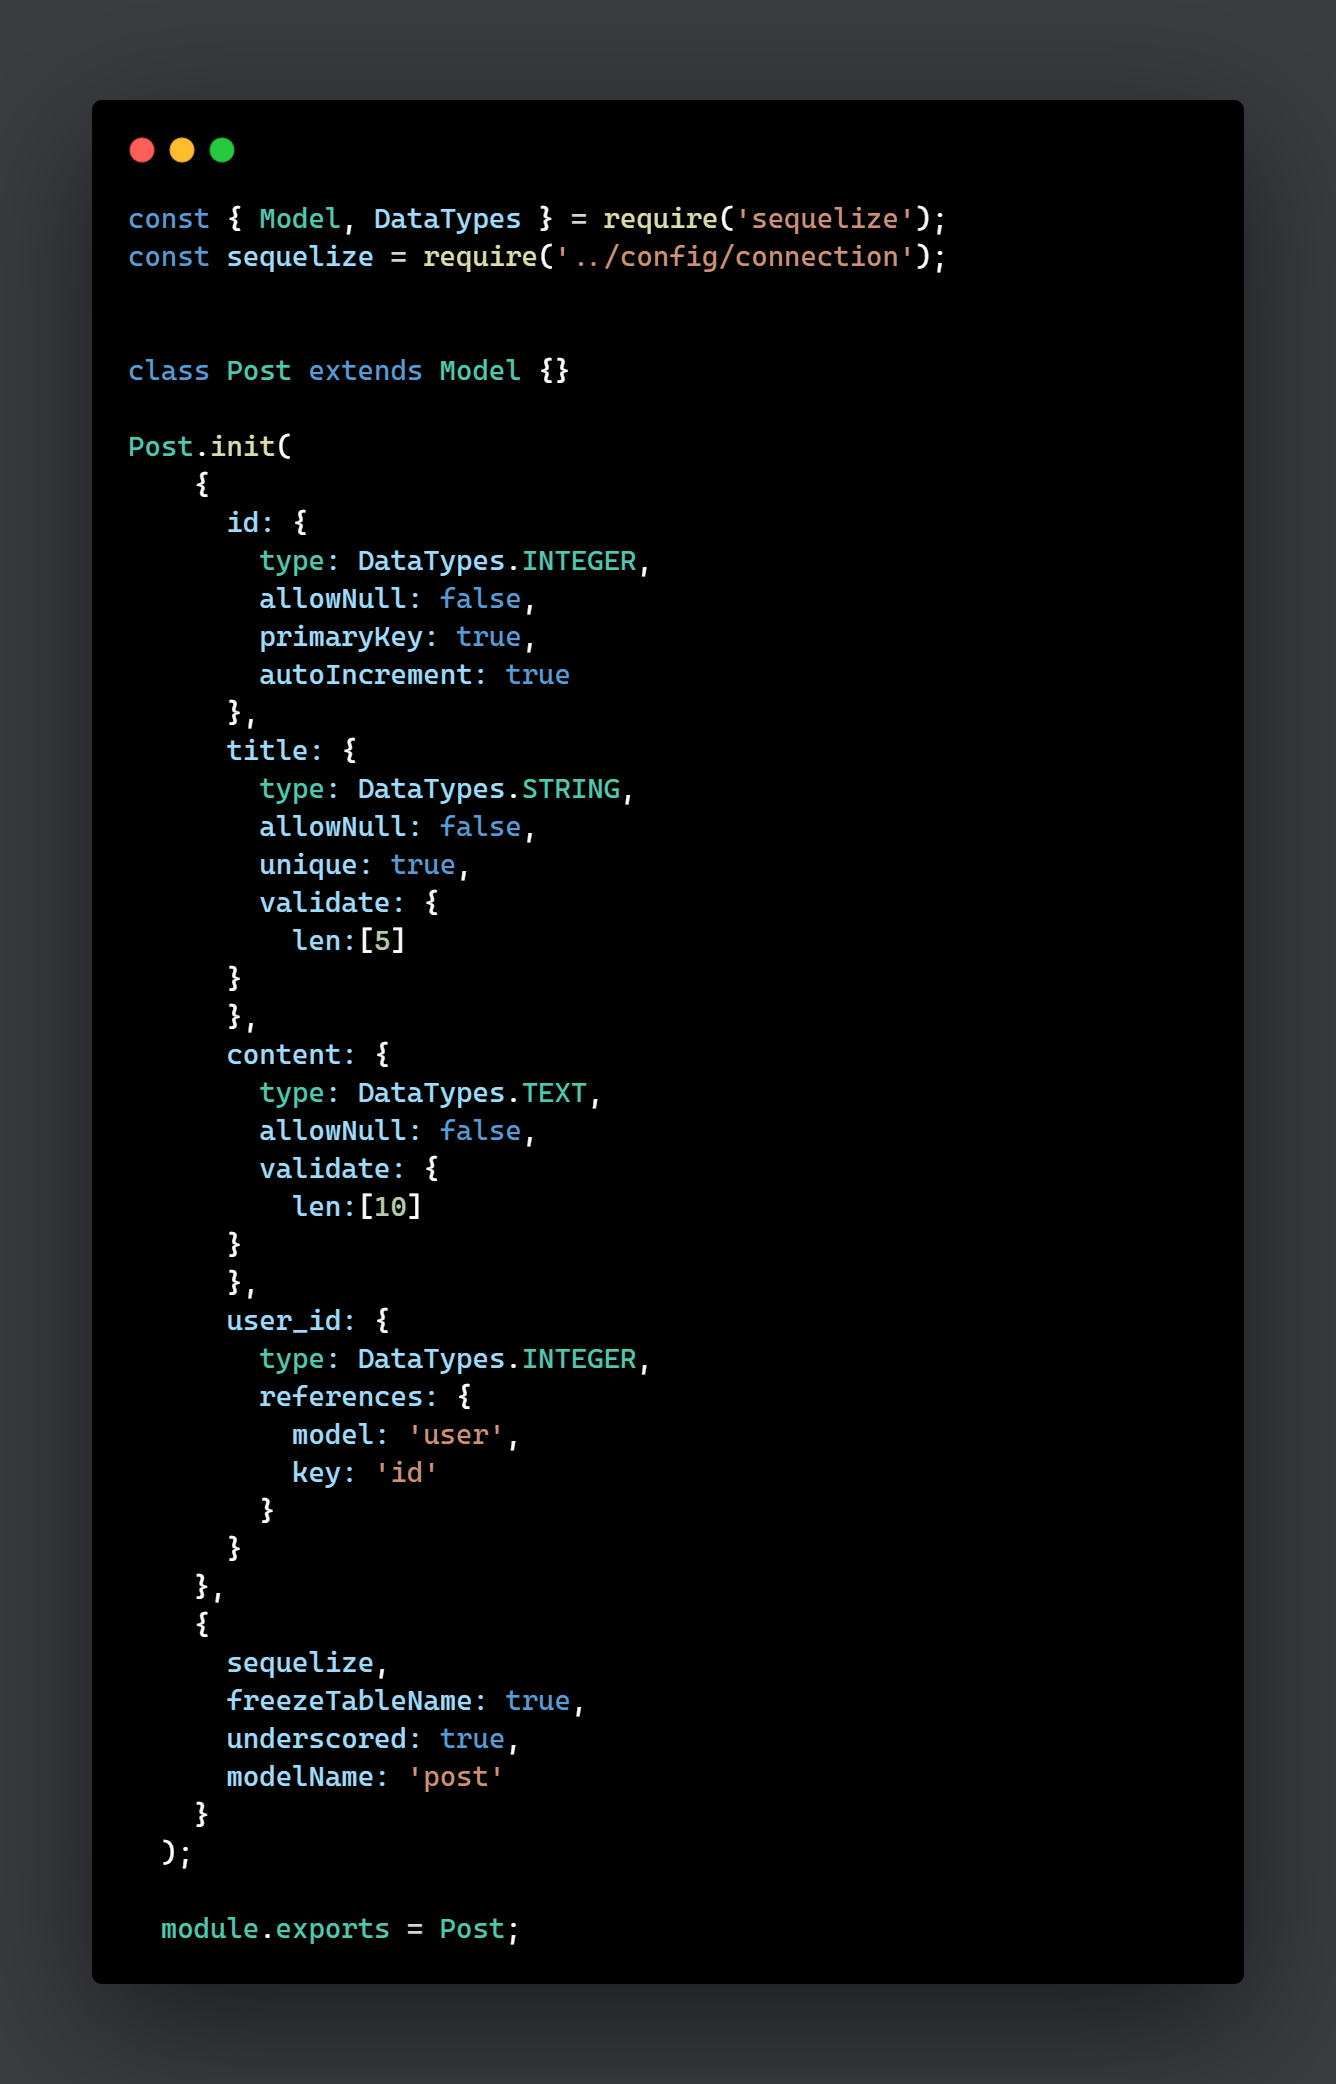 const { Model, DataTypes } = require('sequelize');
const sequelize = require('../config/connection');


class Post extends Model {}

Post.init(
    {
      id: {
        type: DataTypes.INTEGER,
        allowNull: false,
        primaryKey: true,
        autoIncrement: true
      },
      title: {
        type: DataTypes.STRING,
        allowNull: false,
        unique: true,
        validate: {
          len:[5]
      }
      },
      content: {
        type: DataTypes.TEXT,
        allowNull: false,
        validate: {
          len:[10]
      }
      },
      user_id: {
        type: DataTypes.INTEGER,
        references: {
          model: 'user',
          key: 'id'
        }
      }
    },
    {
      sequelize,
      freezeTableName: true,
      underscored: true,
      modelName: 'post'
    }
  );

  module.exports = Post;